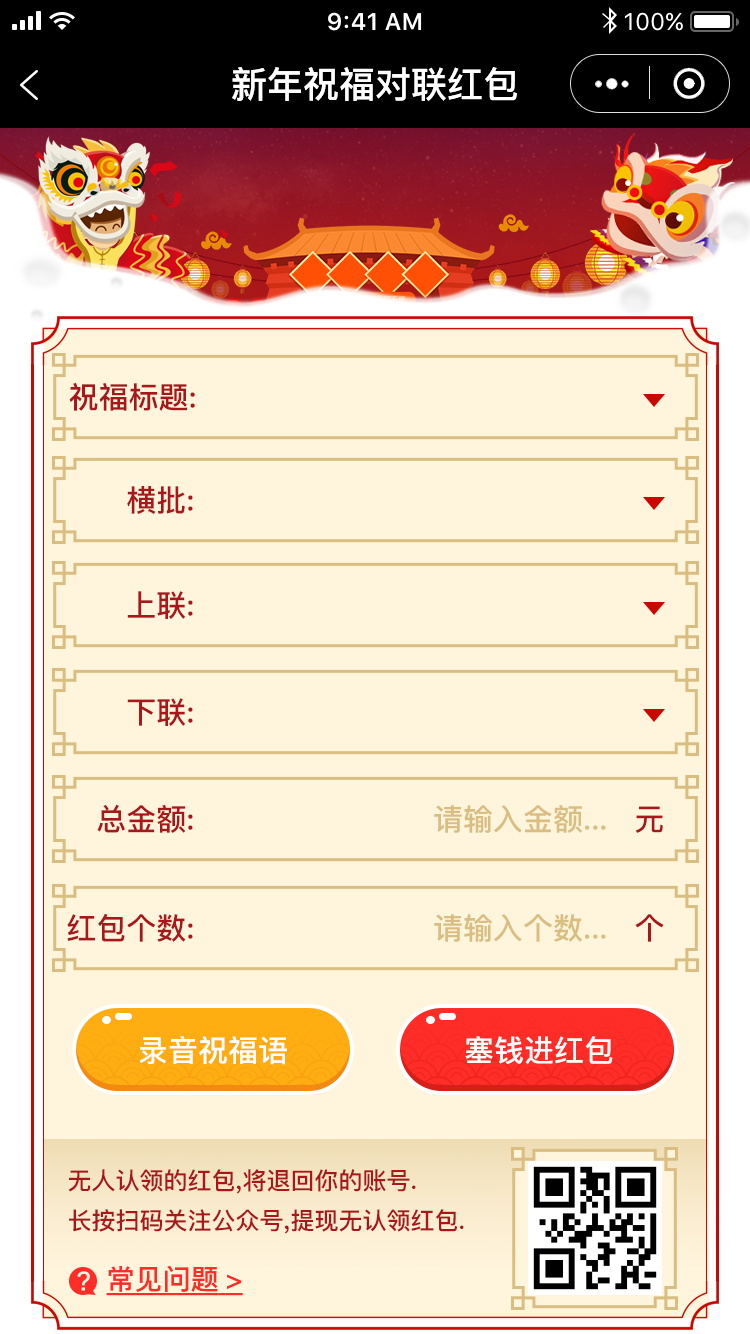 9:41 AM
100%
新年祝福对联红包
祝福标题:
横批:
上联:
下联:
总金额: 请输入金额... 元
红包个数: 请输入个数... 个
录音祝福语 塞钱进红包
无人认领的红包,将退回你的账号.
长按扫码关注公众号,提现无认领红包.
? 常见问题 >